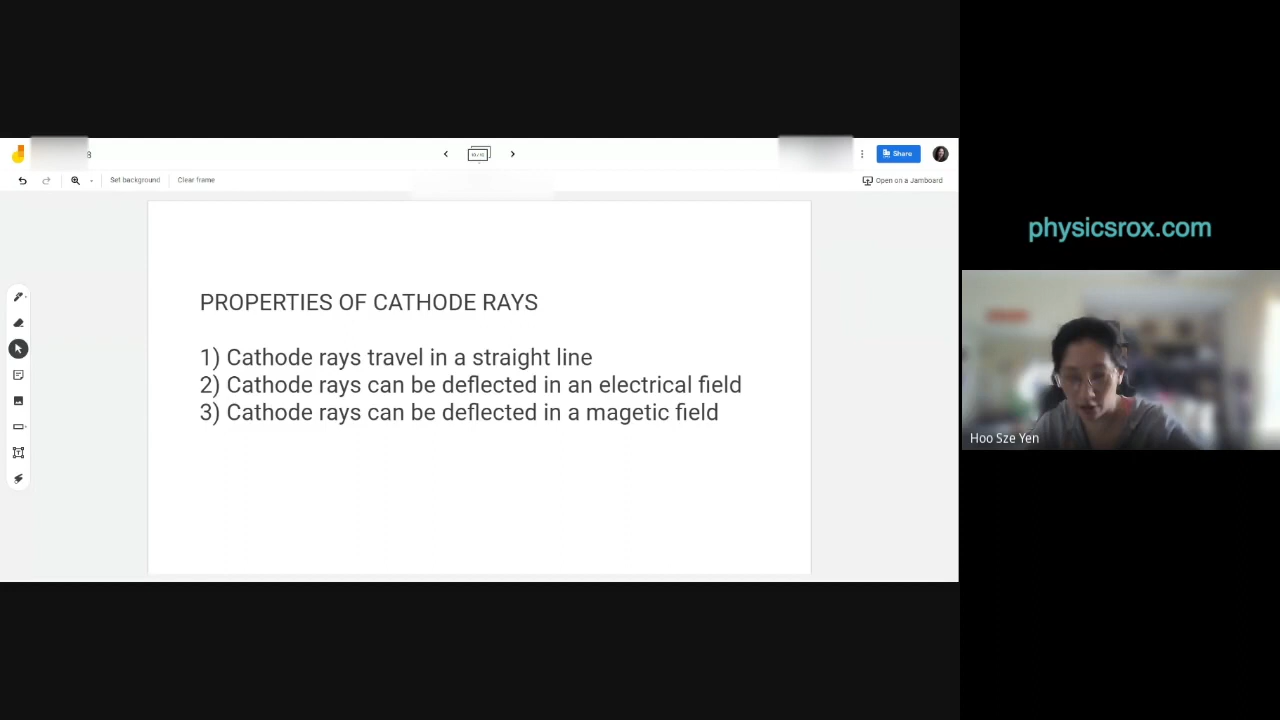 8
Share
Set background
Clear frame
Open on a Jamboard
PROPERTIES OF CATHODE RAYS
1) Cathode rays travel in a straight line
2) Cathode rays can be deflected in an electrical field
3) Cathode rays can be deflected in a magetic field
physicsrox.com
Hoo Sze Yen